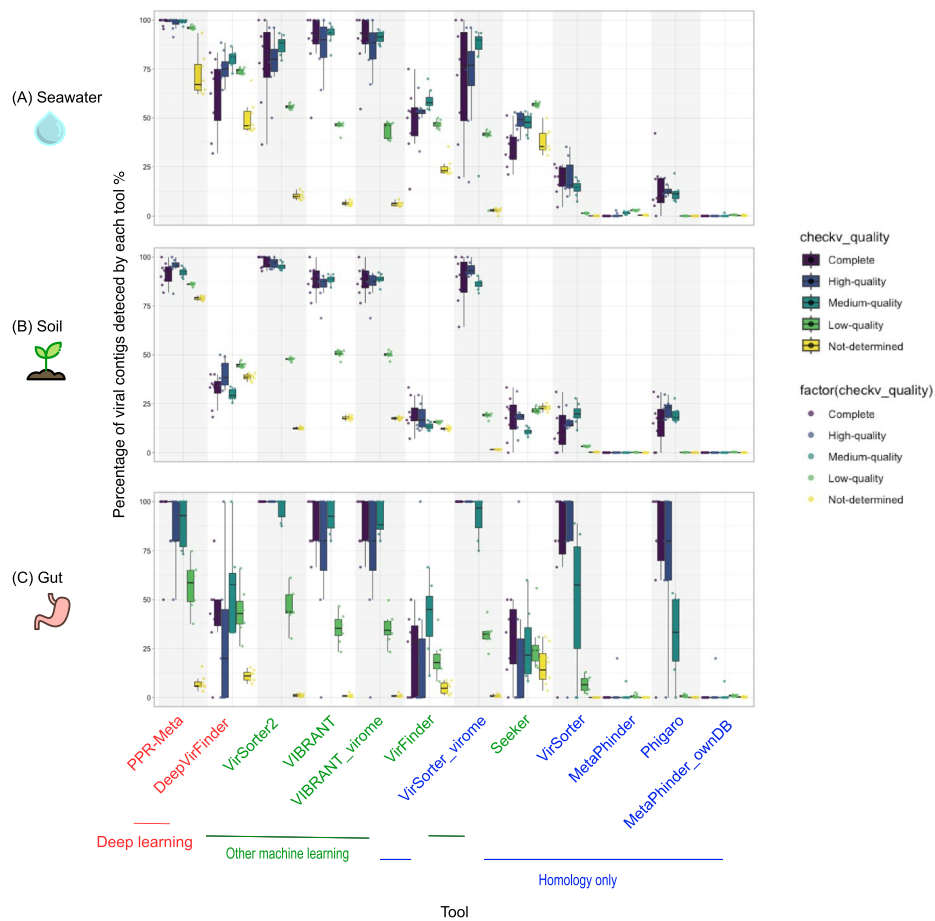 (A) Seawater
100
75
50
25
0
(B) Soil
100
75
50
25
0
(C) Gut
100
75
50
25
0
Percentage of viral contigs deteced by each tool %
checkv_quality
Complete
High-quality
Medium-quality
Low-quality
Not-determined
factor(checkv_quality)
Complete
High-quality
Medium-quality
Low-quality
Not-determined
PPR-Meta
DeepVirFinder
VirSorter2
VIBRANT
VIBRANT_virome
VirFinder
VirSorter_virome
Seeker
VirSorter
MetaPhinder
Phigaro
MetaPhinder_ownDB
Deep learning
Other machine learning
Homology only
Tool